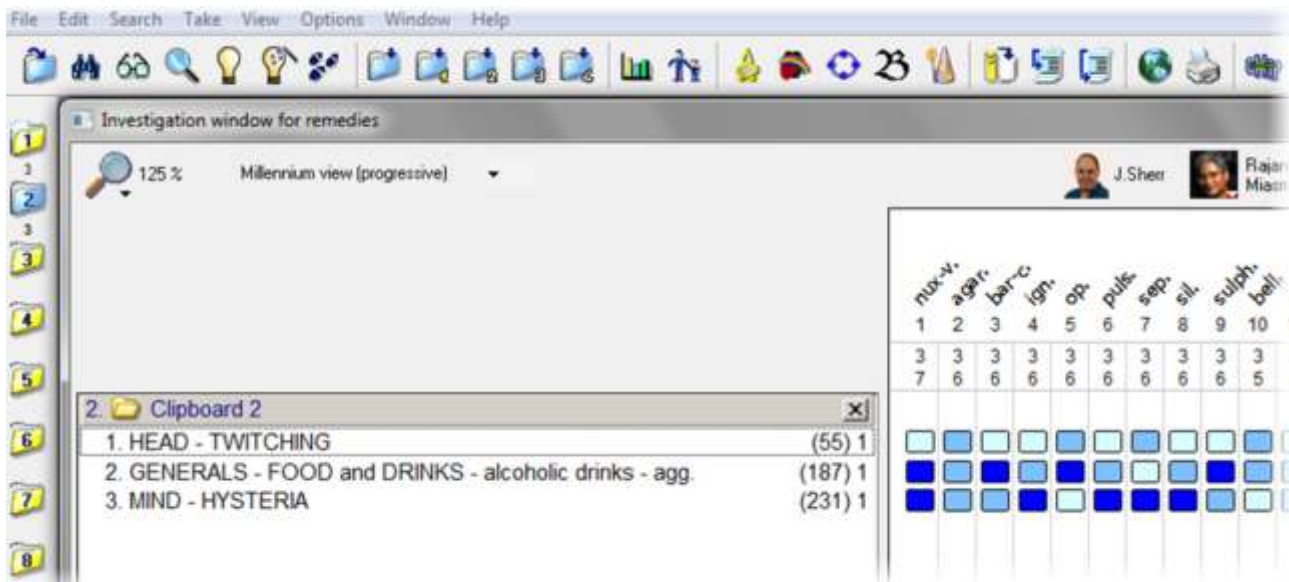 File Edit Search Take View Options Window Help
Investigation window for remedies
125 % Millennium view (progressive) J.Sherr Rajan
1
3
2
3
3
4
5
6
7
8
nux-v. agar. bar-c. ign. op. puls. sep. sil. sulph. bell.
1 2 3 4 5 6 7 8 9 10
3 3 3 3 3 3 3 3 3 3
7 6 6 6 6 6 6 6 6 5
2. Clipboard 2
1. HEAD - TWITCHING (55) 1
2. GENERALS - FOOD and DRINKS - alcoholic drinks - agg. (187) 1
3. MIND - HYSTERIA (231) 1